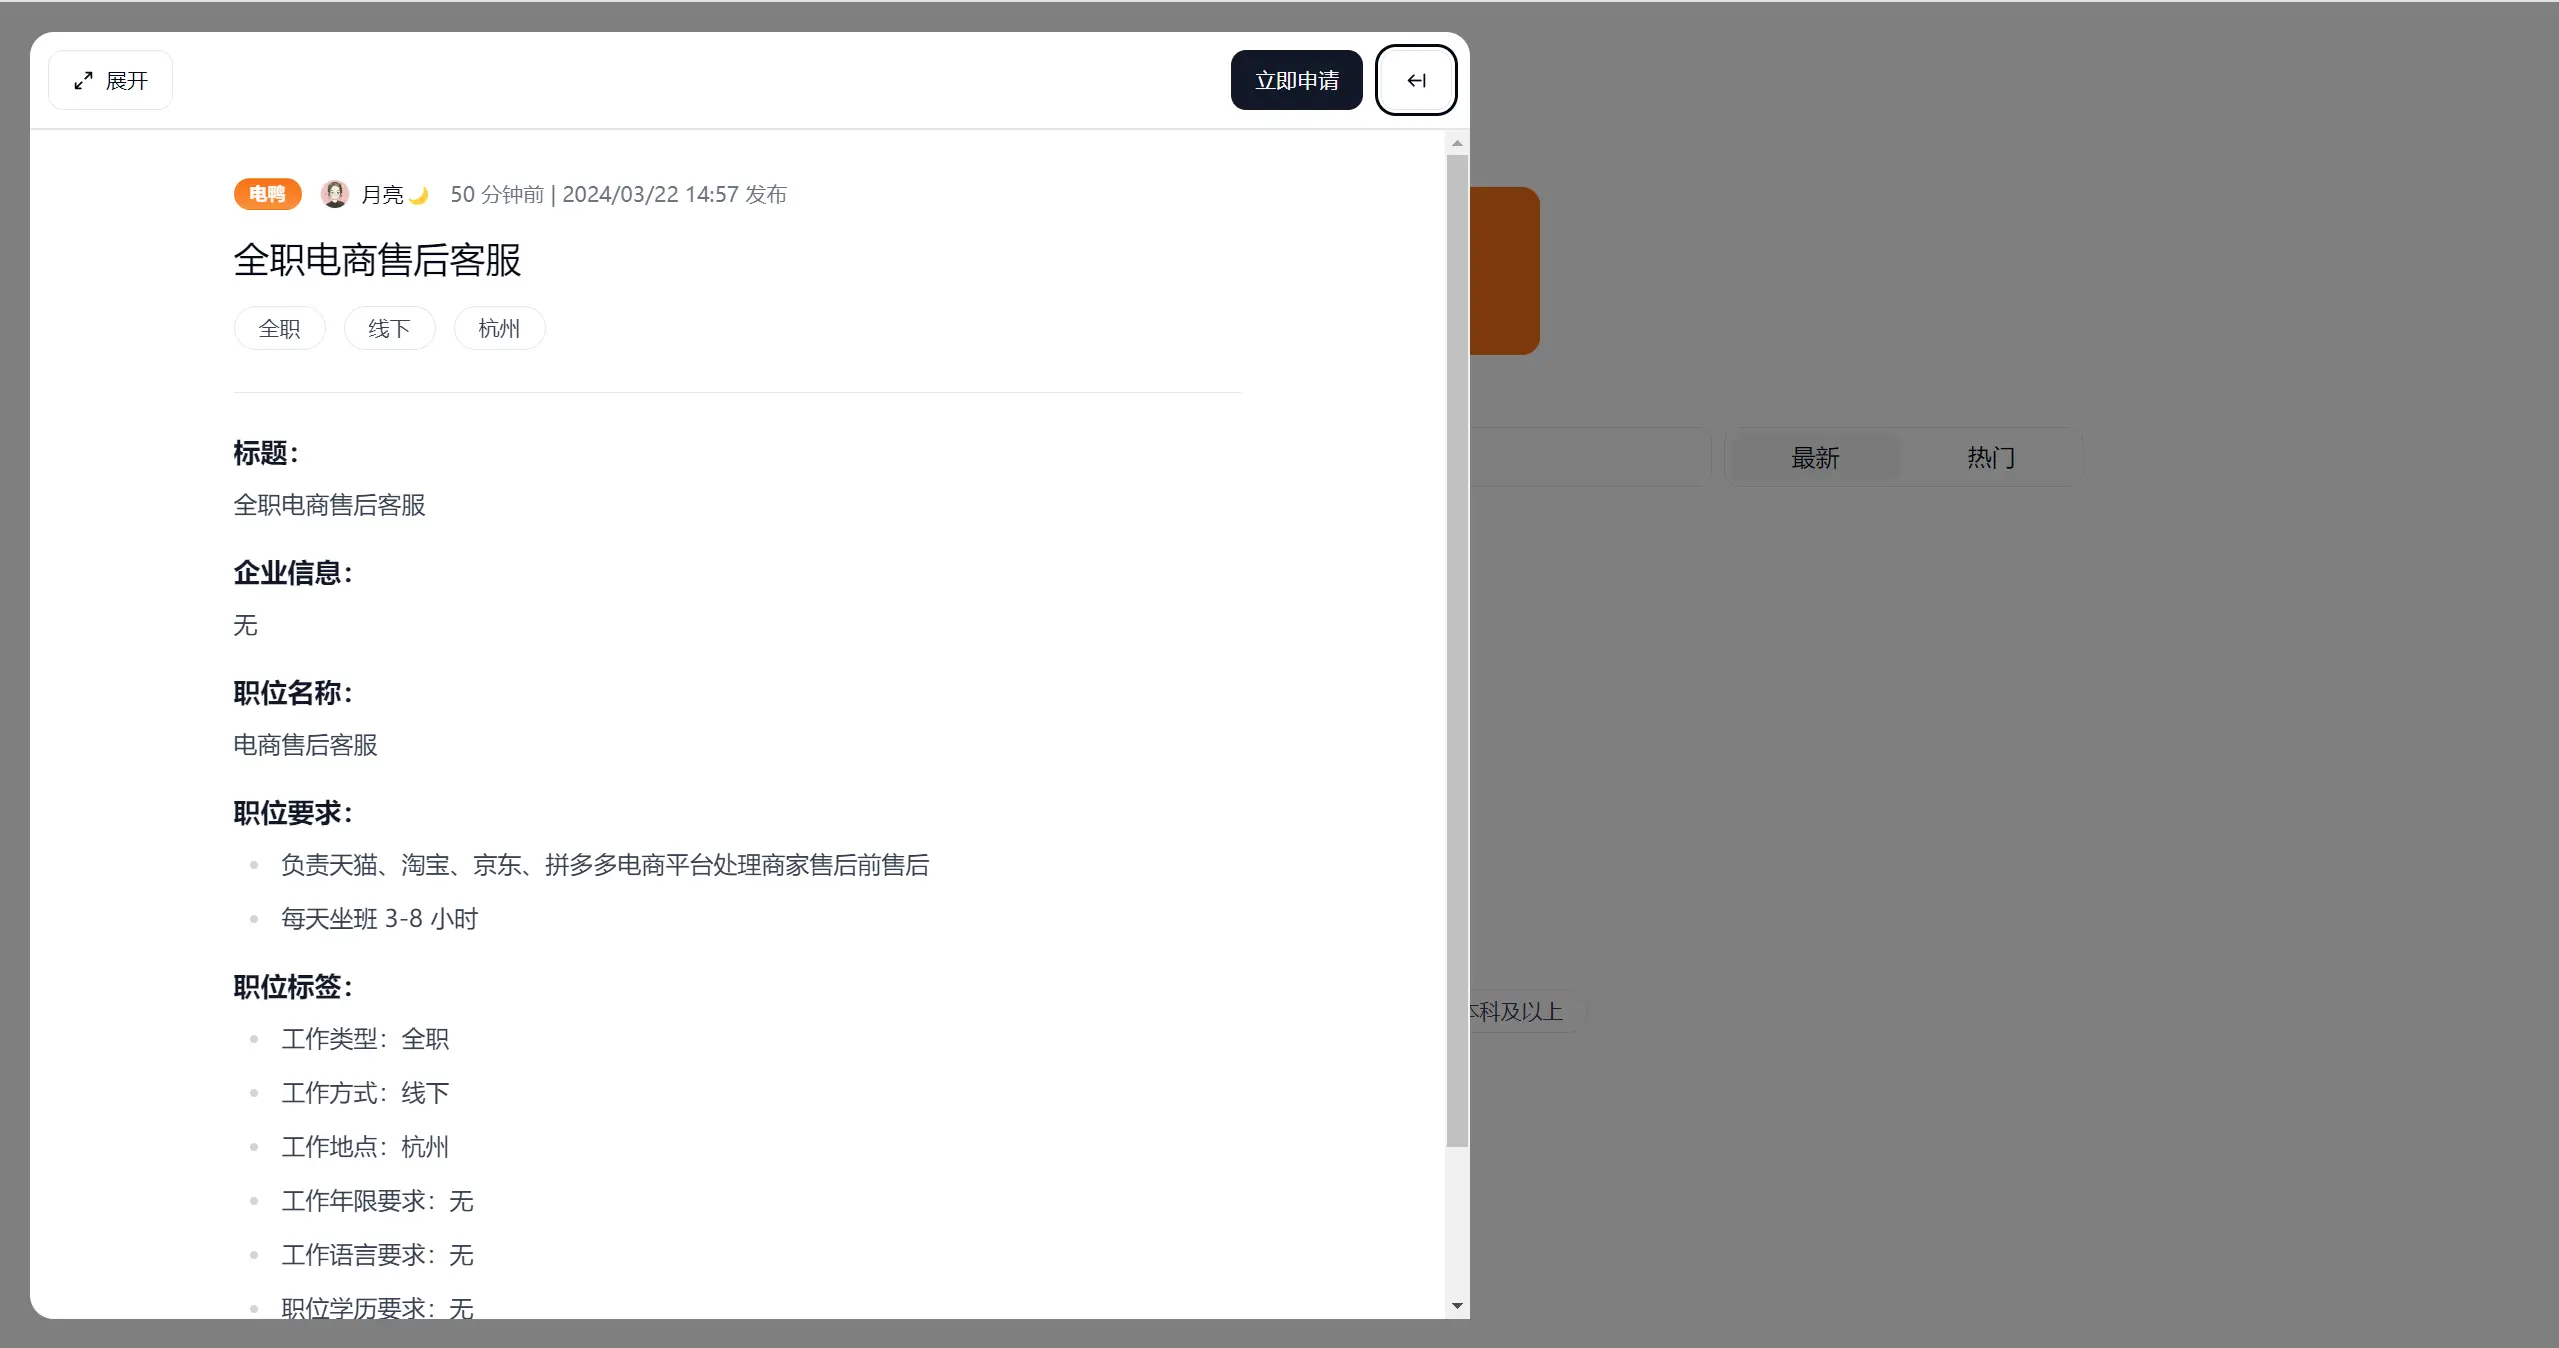 展开
立即申请
电鸭 月亮🌙 50 分钟前 | 2024/03/22 14:57 发布
全职电商售后客服
全职 线下 杭州
标题：
全职电商售后客服
企业信息：
无
职位名称：
电商售后客服
职位要求：
负责天猫、淘宝、京东、拼多多电商平台处理商家售后前售后
每天坐班 3-8 小时
职位标签：
工作类型：全职
工作方式：线下
工作地点：杭州
工作年限要求：无
工作语言要求：无
职位学历要求：无
最新 热门
本科及以上